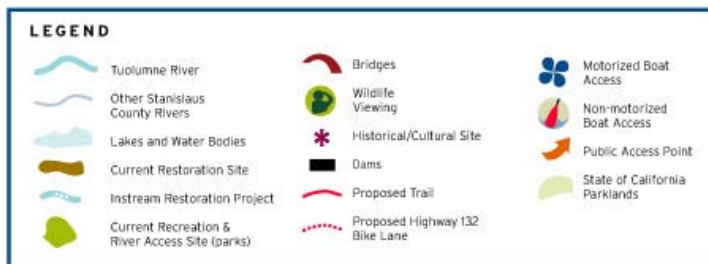 LEGEND
Tuolumne River
Other Stanislaus
County Rivers
Lakes and Water Bodies
Current Restoration Site
Instream Restoration Project
Current Recreation &
River Access Site (parks)
Bridges
Wildlife
Viewing
Historical/Cultural Site
Dams
Proposed Trail
Proposed Highway 132
Bike Lane
Motorized Boat
Access
Non-motorized
Boat Access
Public Access Point
State of California
Parklands